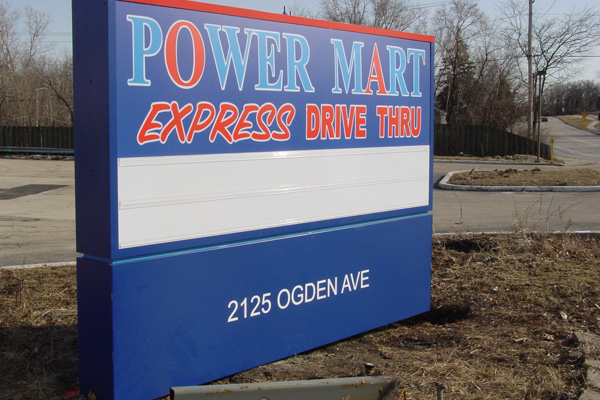 POWER MART
EXPRESS DRIVE THRU
2125 OGDEN AVE